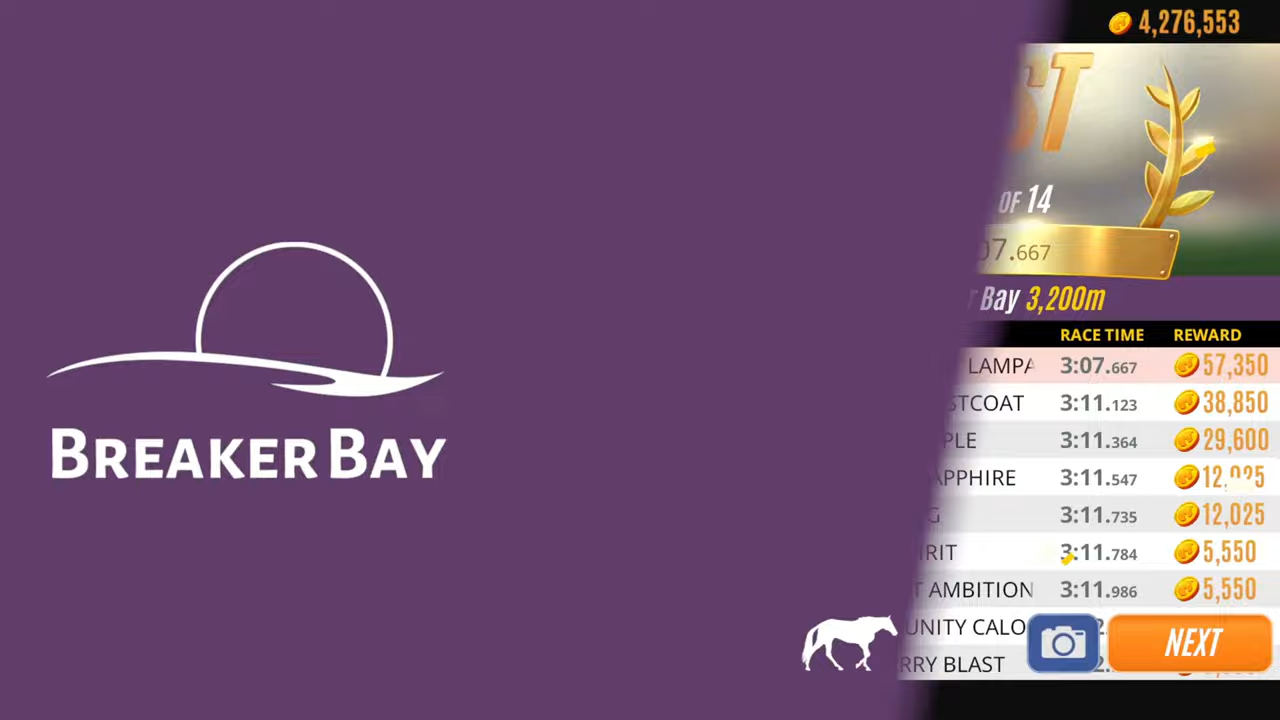 4,276,553
ST
OF 14
07.667
Bay 3,200m
RACE TIME REWARD
LAMPA 3:07.667 57,350
STCOAT 3:11.123 38,850
PLE 3:11.364 29,600
APPHIRE 3:11.547
G 3:11.735 12,025
IRIT 3:11.784 5,550
T AMBITION 3:11.986 5,550
UNITY CALO
RRY BLAST
NEXT
BREAKER BAY